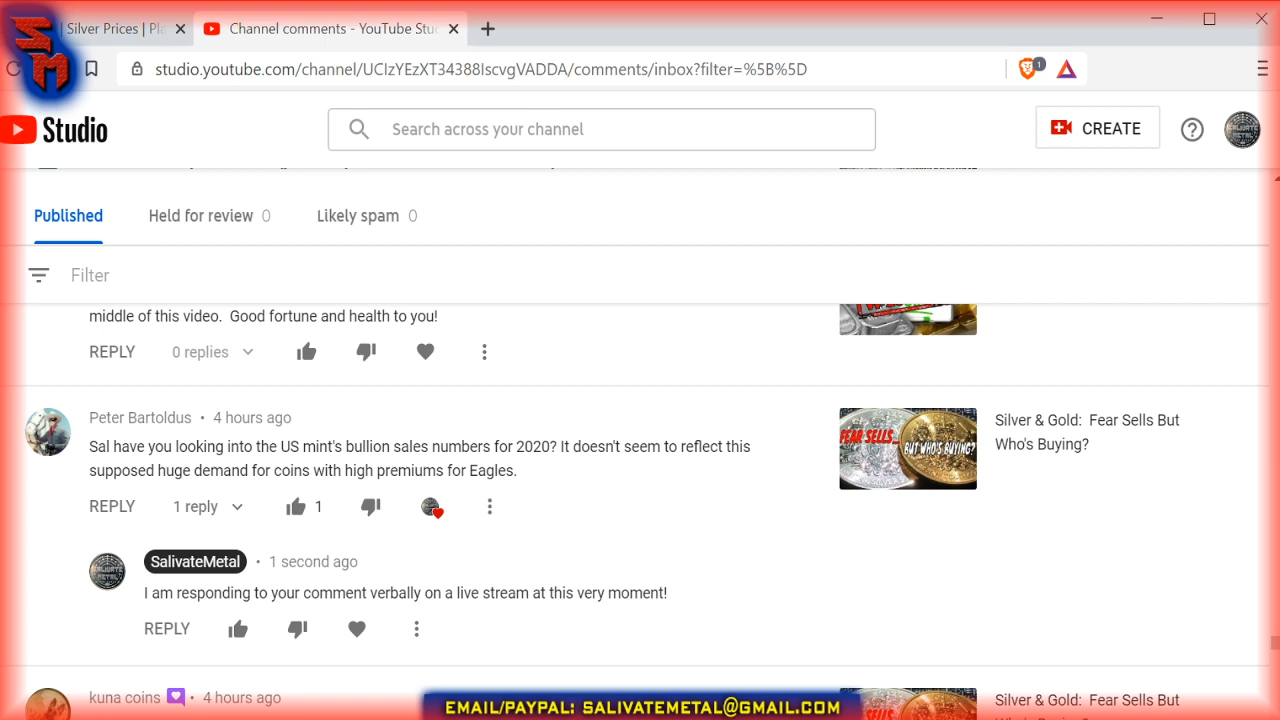 SM
| Silver Prices | Pla
Channel comments - YouTube Stu
studio.youtube.com/channel/UClzYEzXT34388IscvgVADDA/comments/inbox?filter=%5B%5D
1
Studio
Search across your channel
CREATE
Published
Held for review 0
Likely spam 0
Filter
middle of this video. Good fortune and health to you!
REPLY
0 replies
Peter Bartoldus • 4 hours ago
Sal have you looking into the US mint's bullion sales numbers for 2020? It doesn't seem to reflect this
supposed huge demand for coins with high premiums for Eagles.
FEAR SELLS...
BUT WHO'S BUYING?
Silver & Gold: Fear Sells But
Who's Buying?
REPLY
1 reply
1
SalivateMetal • 1 second ago
I am responding to your comment verbally on a live stream at this very moment!
REPLY
kuna coins • 4 hours ago
Silver & Gold: Fear Sells But
EMAIL/PAYPAL: SALIVATEMETAL@GMAIL.COM